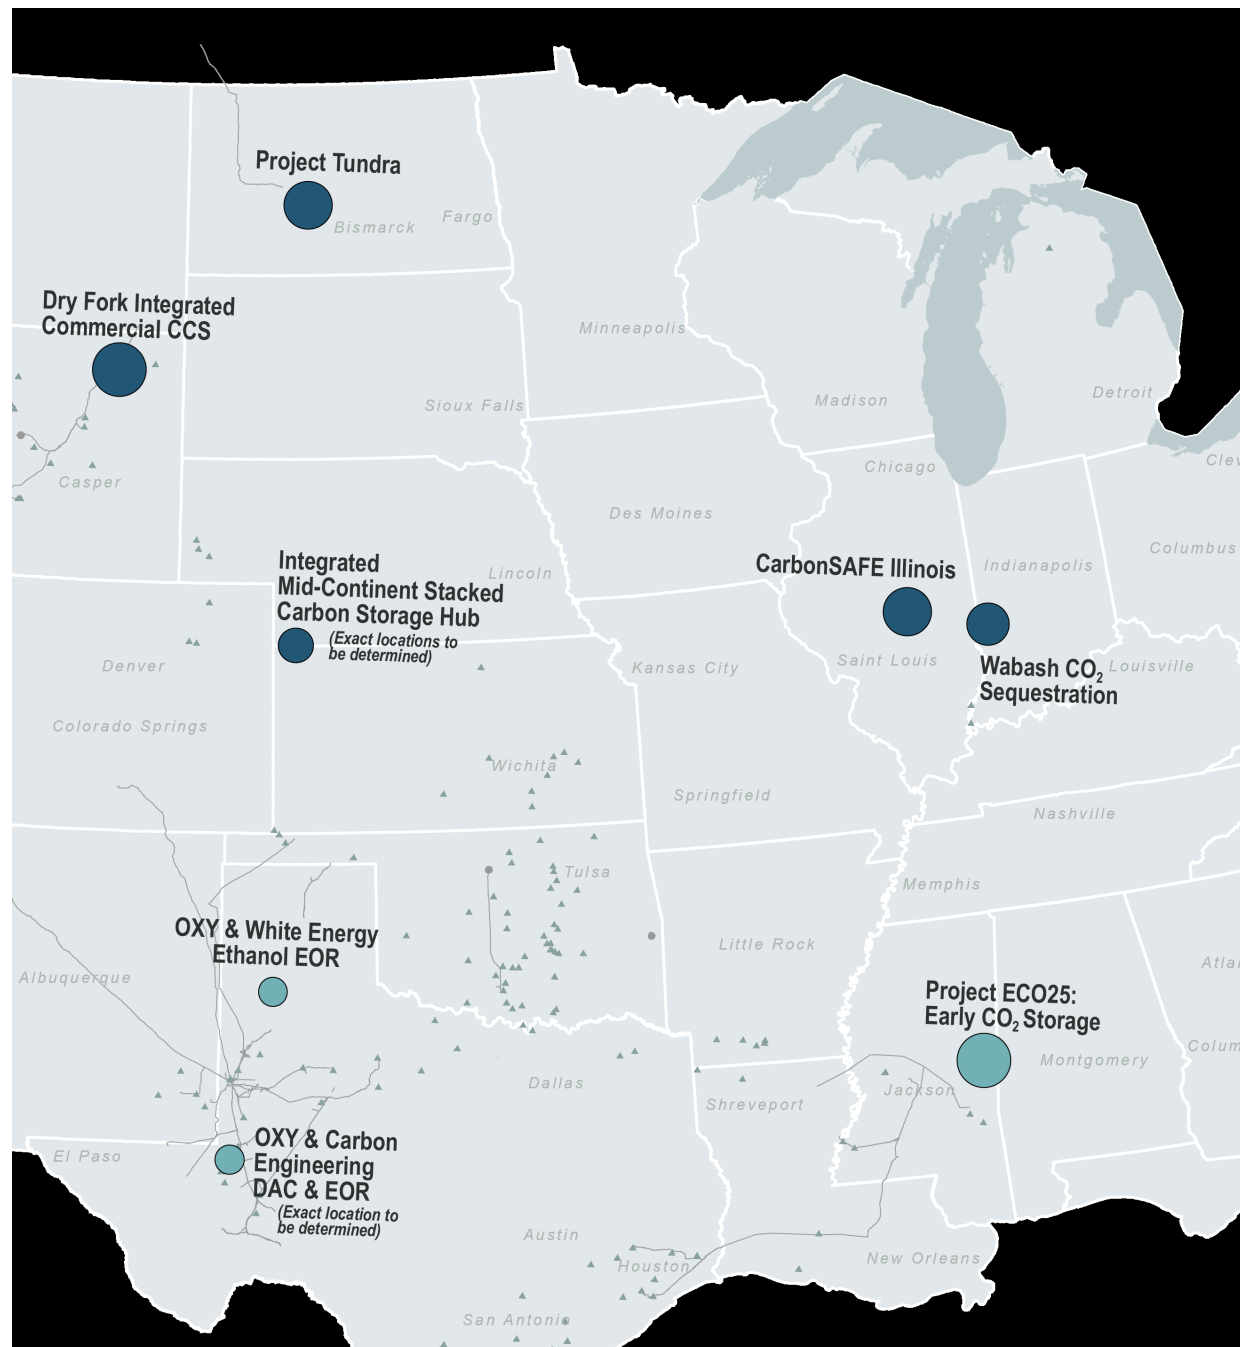 Project Tundra
Bismarck
Fargo
Dry Fork Integrated
Commercial CCS
Minneapolis
Sioux Falls
Madison
Detroit
Chicago
Clev
Casper
Des Moines
Columbus
Integrated
Mid-Continent Stacked
Carbon Storage Hub
(Exact locations to
be determined)
Lincoln
CarbonSAFE Illinois
Indianapolis
Denver
Kansas City
Saint Louis
Wabash CO₂
Sequestration
Louisville
Colorado Springs
Wichita
Springfield
Nashville
Tulsa
Memphis
OXY & White Energy
Ethanol EOR
Little Rock
Albuquerque
Atlan
Project ECO25:
Early CO₂ Storage
Montgomery
Colum
Dallas
Jackson
Shreveport
El Paso
OXY & Carbon
Engineering
DAC & EOR
(Exact location to
be determined)
Austin
Houston
New Orleans
San Antonio